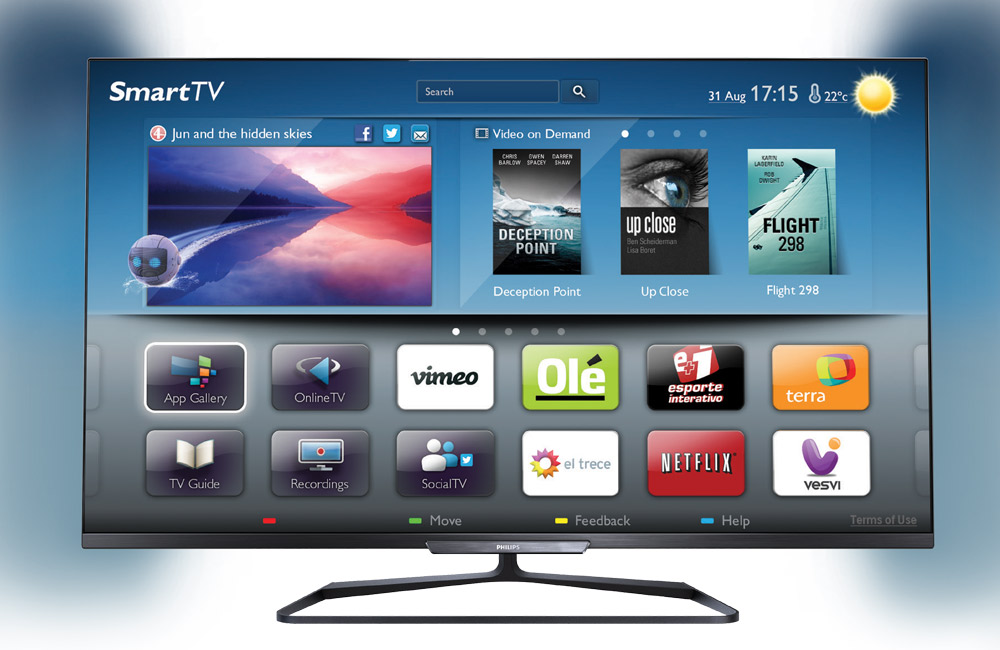 SmartTV
Search
31 Aug 17:15 22°c
4 Jun and the hidden skies
f
Video on Demand
CHRIS BARLOW OWEN SPACEY DARREN SHAW
DECEPTION
POINT
Deception Point
up close
Ben Scheiderman
Lisa Boret
Up Close
KARIN
LAGERFIELD
ROB
DWIGHT
FLIGHT
298
Flight 298
App Gallery
OnlineTV
vimeo
Olé
e+i
esporte
interativo
terra
TV Guide
Recordings
SocialTV
el trece
NETFLIX
vesvi
Move
Feedback
Help
Terms of Use
PHILIPS